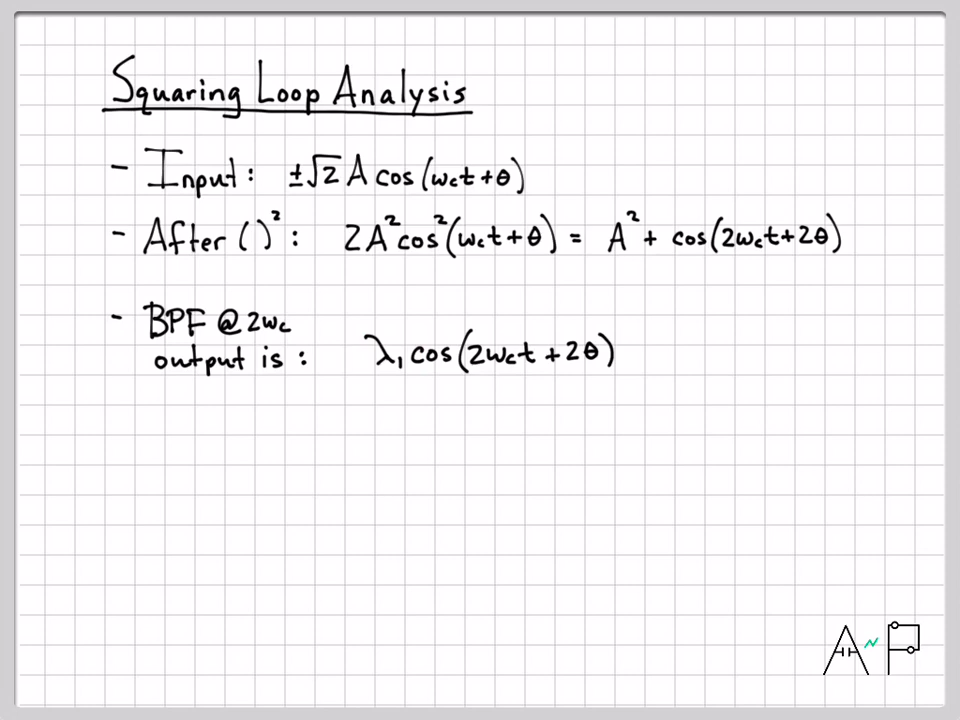 Squaring Loop Analysis
- Input: ±√2 A cos(ωct + θ)
- After ( )²: 2A²cos²(ωct + θ) = A² + cos(2ωct + 2θ)
- BPF @ 2ωc
output is: λ₁ cos(2ωct + 2θ)
A P